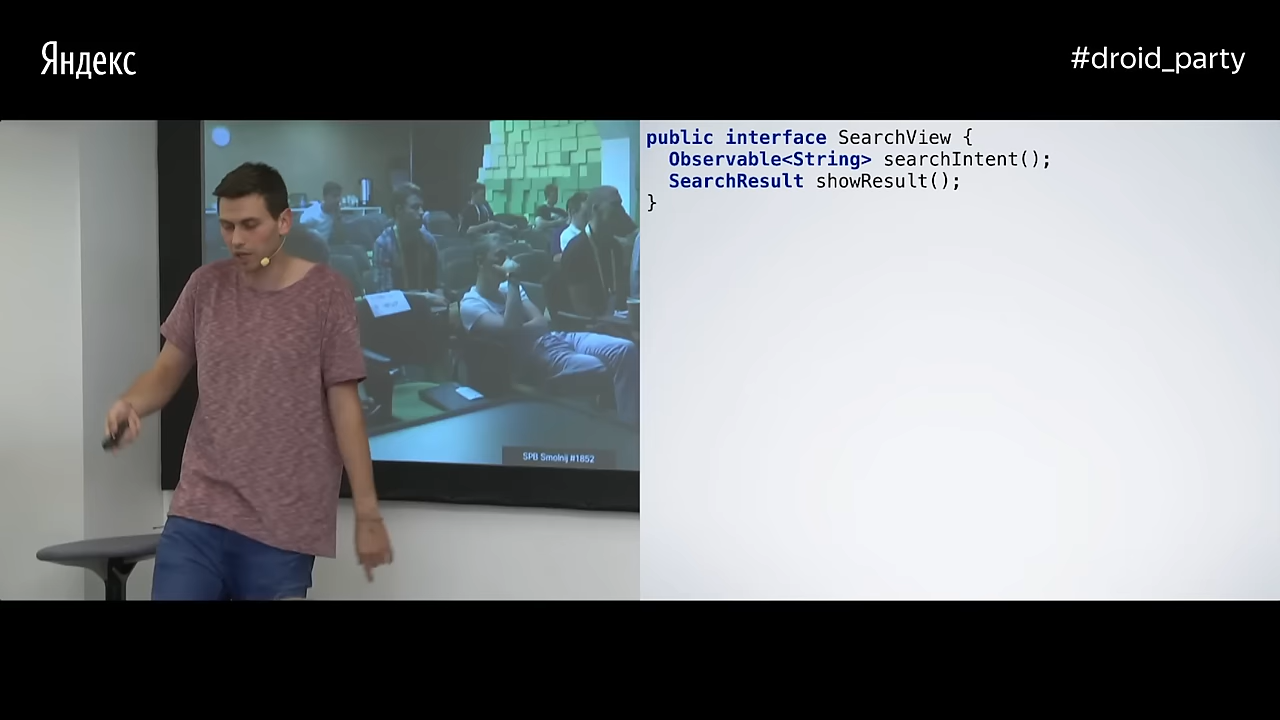 Яндекс
#droid_party
public interface SearchView {
  Observable<String> searchIntent();
  SearchResult showResult();
}
SPB Smolnij #1852